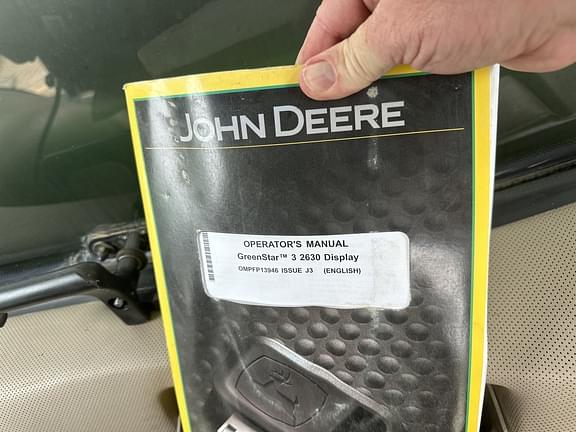 JOHN DEERE
OPERATOR'S MANUAL
GreenStar™ 3 2630 Display
OMPFP13946 ISSUE J3 (ENGLISH)